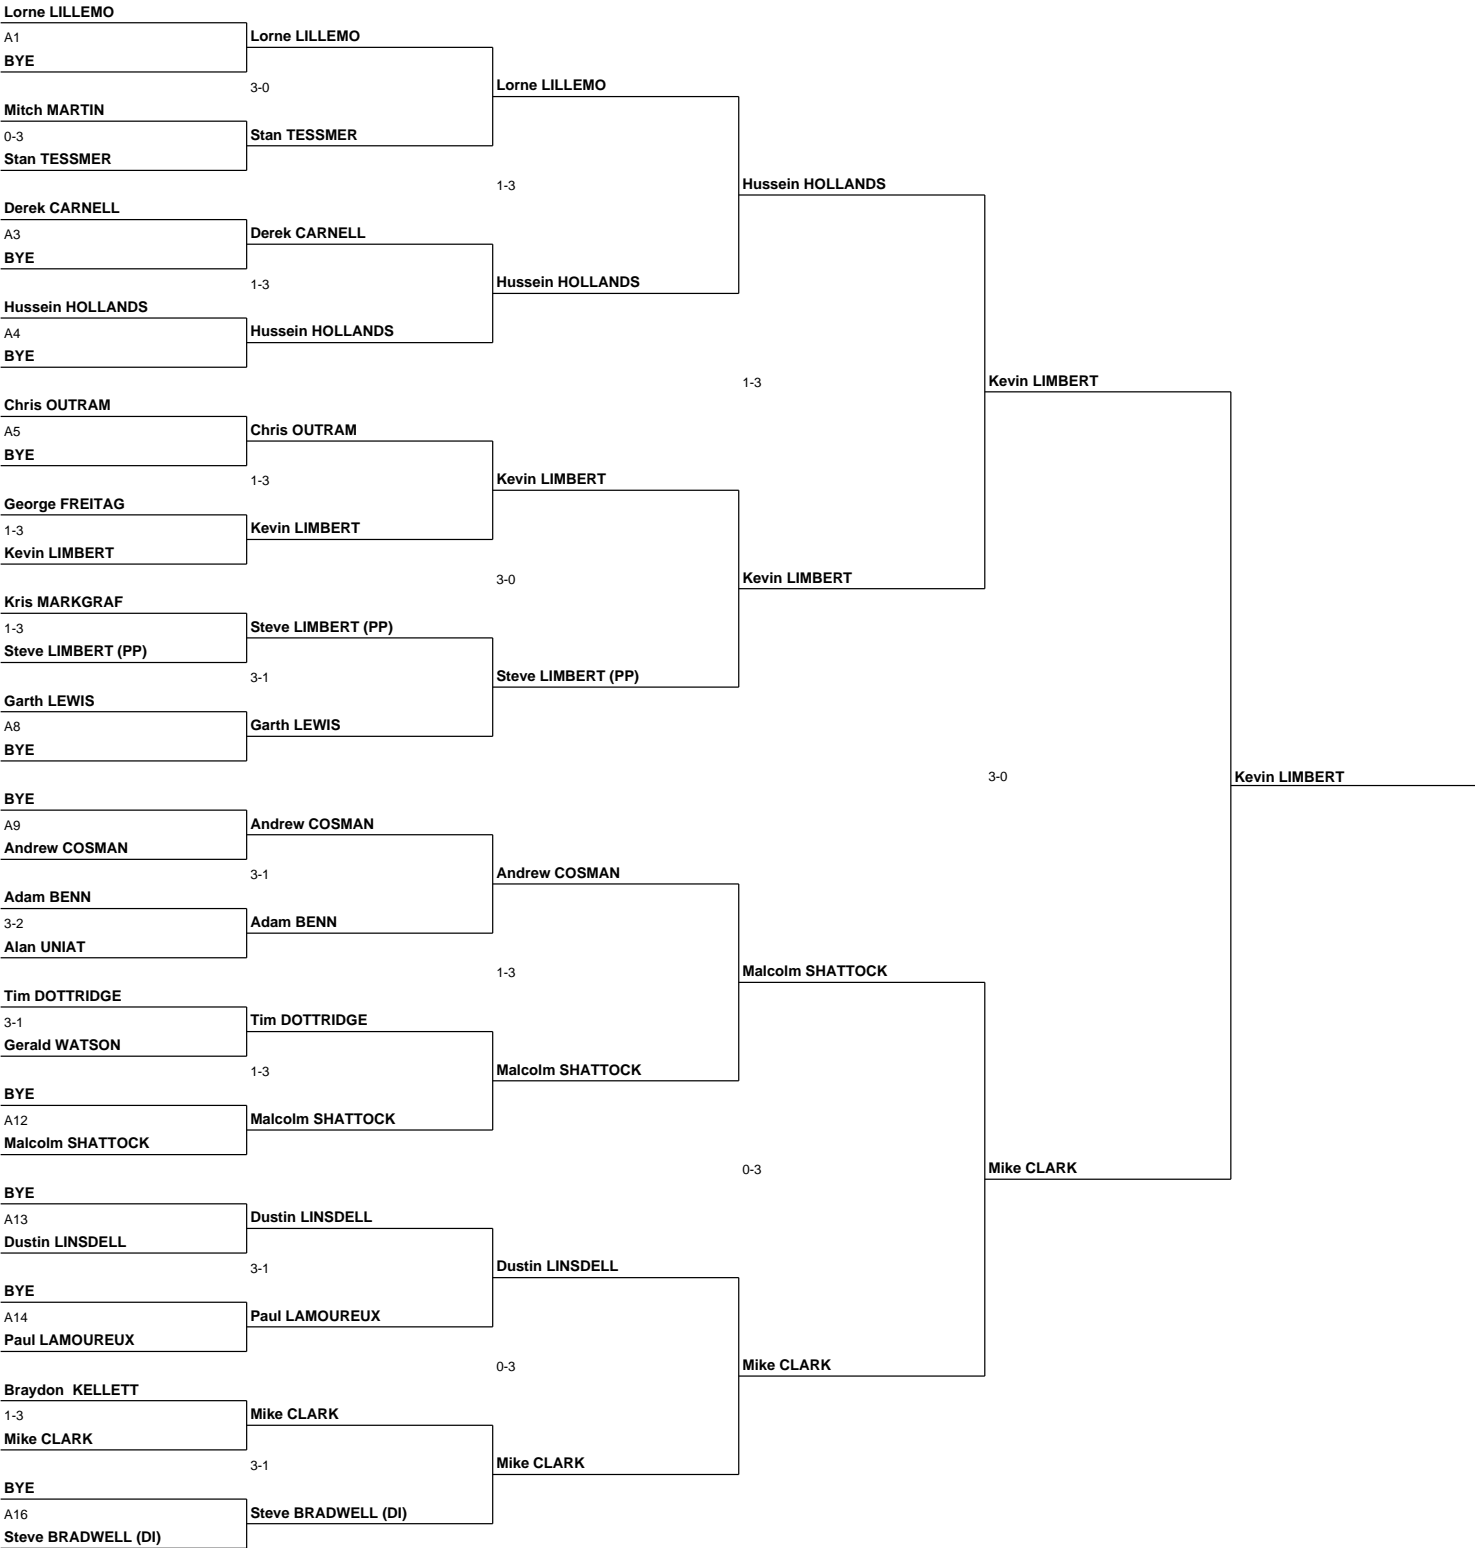 Lorne LILLEMO
A1
BYE
Mitch MARTIN
0-3
Stan TESSMER
Derek CARNELL
A3
BYE
Hussein HOLLANDS
A4
BYE
Chris OUTRAM
A5
BYE
George FREITAG
1-3
Kevin LIMBERT
Kris MARKGRAF
1-3
Steve LIMBERT (PP)
Garth LEWIS
A8
BYE
BYE
A9
Andrew COSMAN
Adam BENN
3-2
Alan UNIAT
Tim DOTTRIDGE
3-1
Gerald WATSON
BYE
A12
Malcolm SHATTOCK
BYE
A13
Dustin LINSDELL
BYE
A14
Paul LAMOUREUX
Braydon  KELLETT
1-3
Mike CLARK
BYE
A16
Steve BRADWELL (DI)
Lorne LILLEMO
3-0
Stan TESSMER
Derek CARNELL
1-3
Hussein HOLLANDS
Chris OUTRAM
1-3
Kevin LIMBERT
Steve LIMBERT (PP)
3-1
Garth LEWIS
Andrew COSMAN
3-1
Adam BENN
Tim DOTTRIDGE
1-3
Malcolm SHATTOCK
Dustin LINSDELL
3-1
Paul LAMOUREUX
Mike CLARK
3-1
Steve BRADWELL (DI)
Lorne LILLEMO
1-3
Hussein HOLLANDS
Kevin LIMBERT
3-0
Steve LIMBERT (PP)
Andrew COSMAN
1-3
Malcolm SHATTOCK
Dustin LINSDELL
0-3
Mike CLARK
Hussein HOLLANDS
1-3
Kevin LIMBERT
Malcolm SHATTOCK
0-3
Mike CLARK
Kevin LIMBERT
3-0
Mike CLARK
Kevin LIMBERT